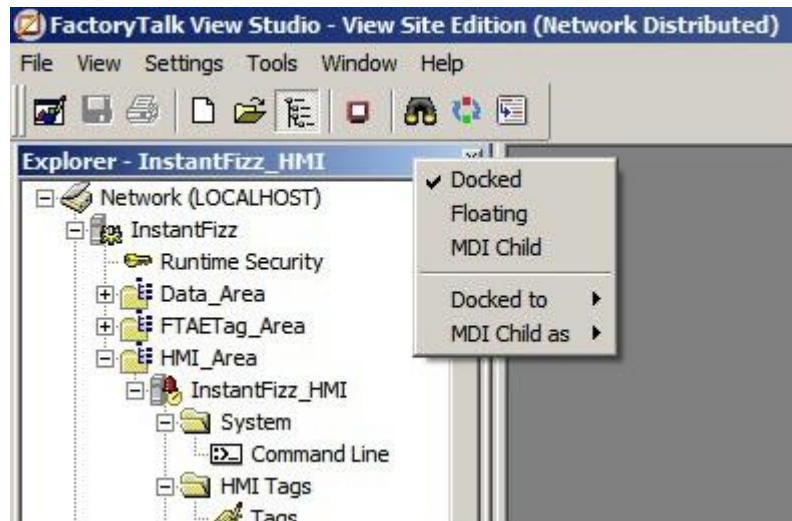 FactoryTalk View Studio - View Site Edition (Network Distributed)
File View Settings Tools Window Help
Explorer - InstantFizz_HMI
Docked
Floating
MDI Child
Docked to
MDI Child as
Network (LOCALHOST)
InstantFizz
Runtime Security
Data_Area
FTAETag_Area
HMI_Area
InstantFizz_HMI
System
Command Line
HMI Tags
Tags